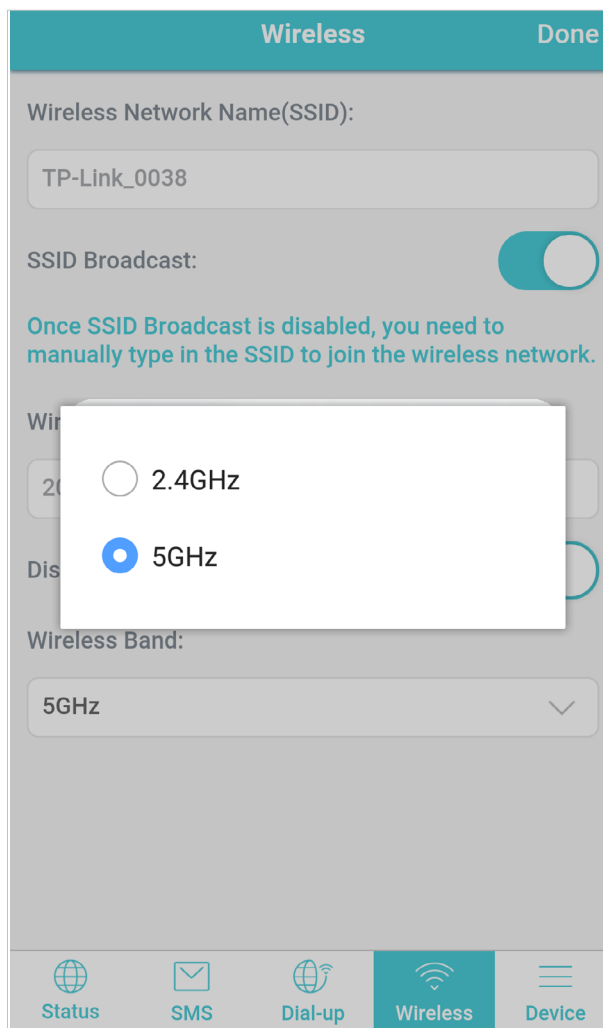 Wireless
Done
Wireless Network Name(SSID):
TP-Link_0038
SSID Broadcast:
Once SSID Broadcast is disabled, you need to
manually type in the SSID to join the wireless network.
2.4GHz
5GHz
Wireless Band:
5GHz
Status
SMS
Dial-up
Wireless
Device